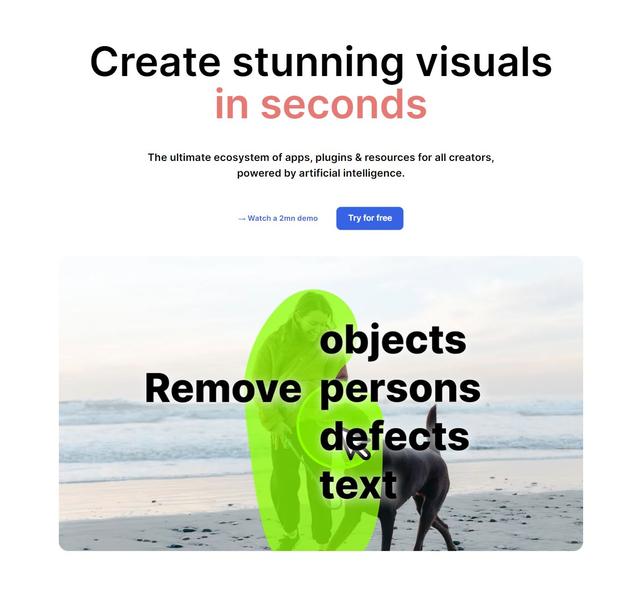 Create stunning visuals
in seconds
The ultimate ecosystem of apps, plugins & resources for all creators,
powered by artificial intelligence.
→ Watch a 2mn demo
Try for free
Remove
objects
persons
defects
text